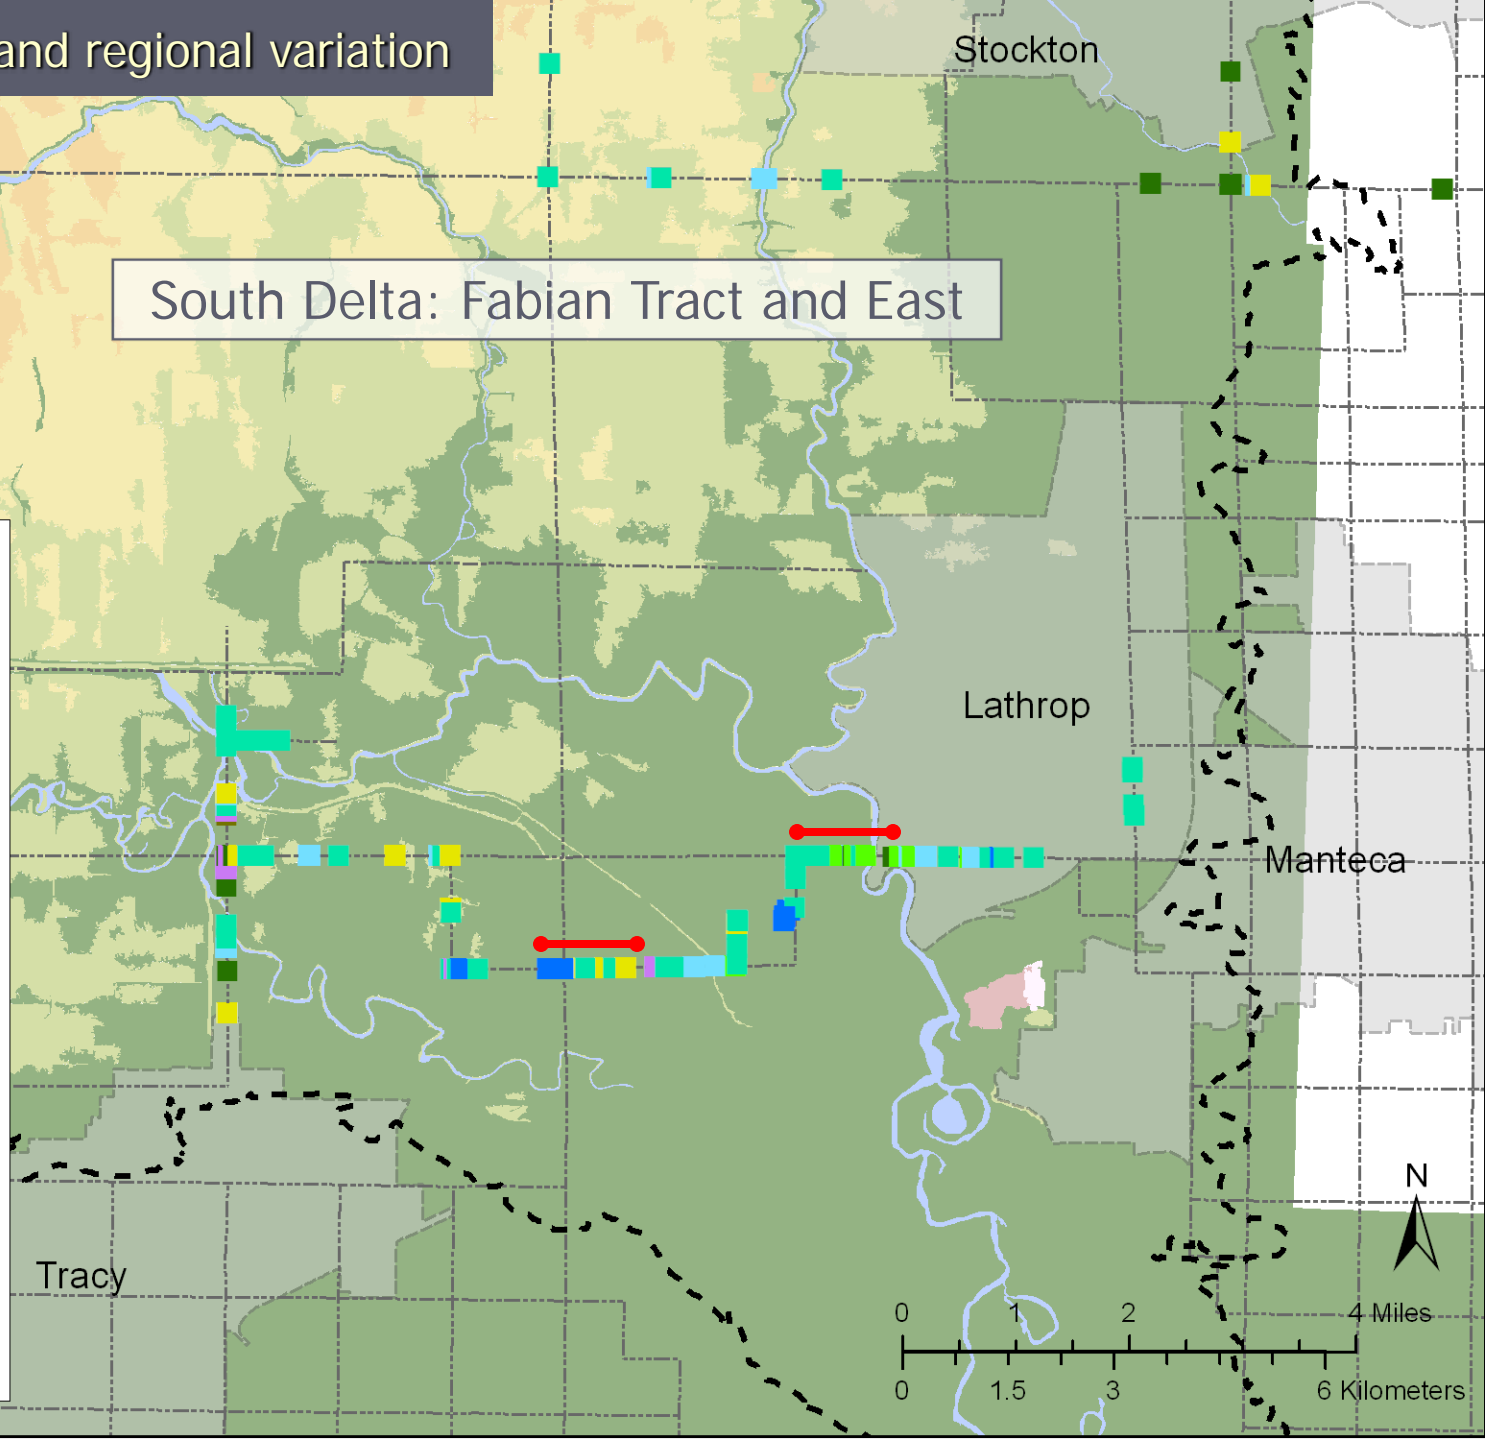 and regional variation
Stockton
South Delta: Fabian Tract and East
Lathrop
Manteca
N
Tracy
0 1 2 4 Miles
0 1.5 3 6 Kilometers